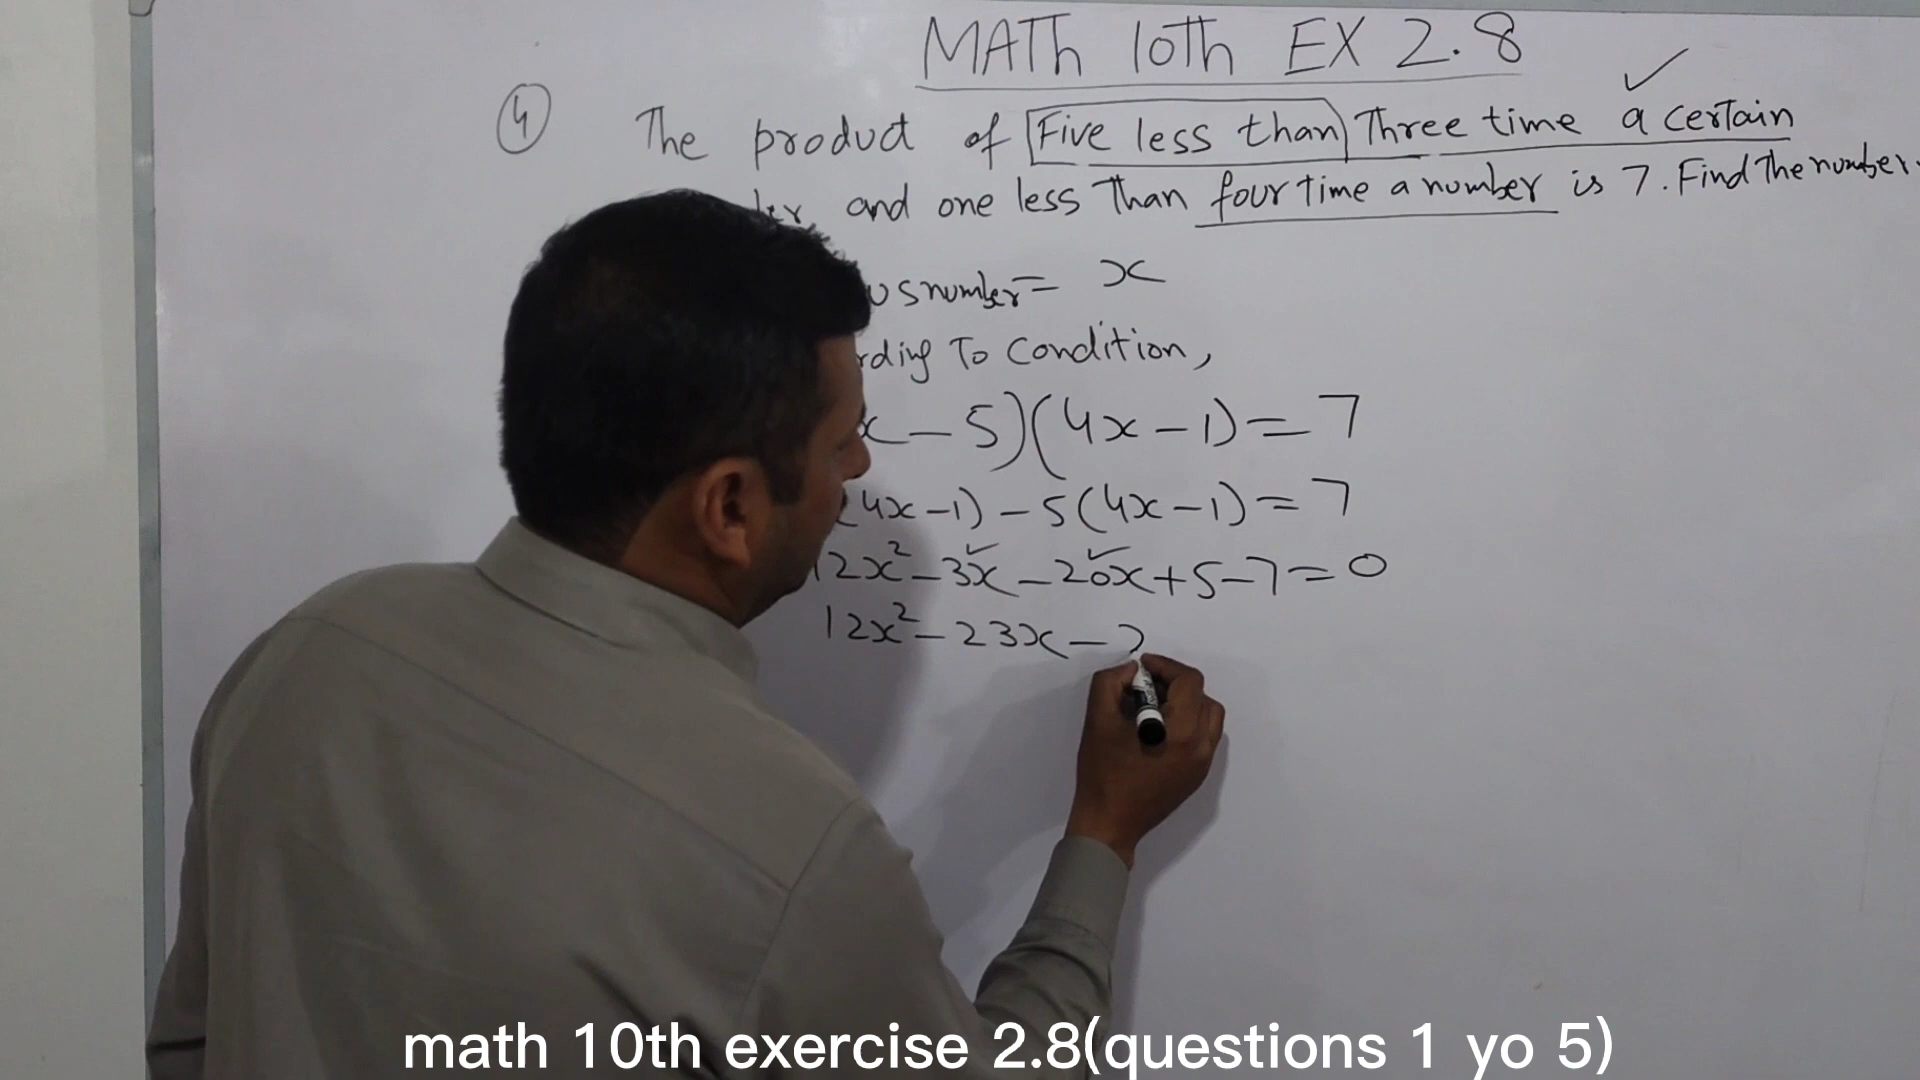 MATH 10th EX 2.8
4 The product of Five less than Three time a certain
and one less Than four time a number is 7. Find The number.
number = x
To Condition,
x - 5)(4x - 1) = 7
(4x - 1) - 5(4x - 1) = 7
12x² - 3x - 20x + 5 - 7 = 0
12x² - 23x - 2
math 10th exercise 2.8(questions 1 yo 5)